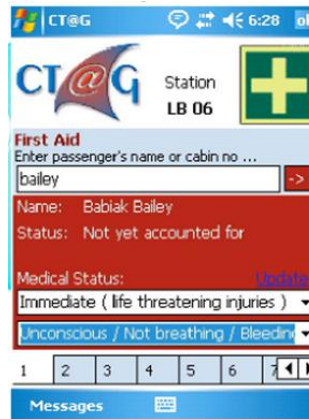 CT@G 6:28 ok
CT@G
Station
LB 06
First Aid
Enter passenger's name or cabin no ...
bailey ->
Name: Babiak Bailey
Status: Not yet accounted for
Medical Status: Update
Immediate ( life threatening injuries )
Unconscious / Not breathing / Bleedin
1 2 3 4 5 6 7
Messages